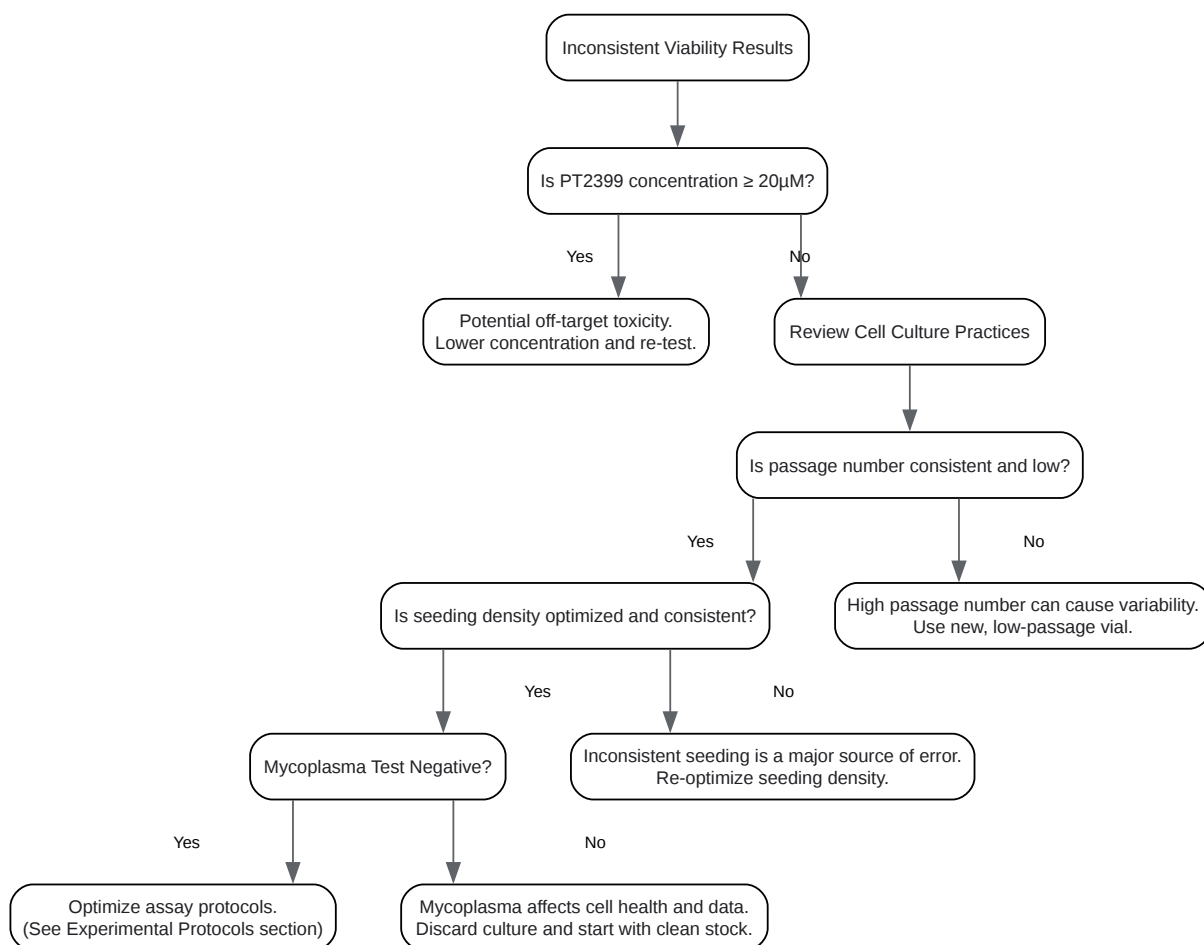 Inconsistent Viability Results
Is PT2399 concentration ≥ 20μM?
Yes
No
Potential off-target toxicity.
Lower concentration and re-test.
Review Cell Culture Practices
Is passage number consistent and low?
Yes
No
Is seeding density optimized and consistent?
High passage number can cause variability.
Use new, low-passage vial.
Yes
No
Mycoplasma Test Negative?
Inconsistent seeding is a major source of error.
Re-optimize seeding density.
Yes
No
Optimize assay protocols.
(See Experimental Protocols section)
Mycoplasma affects cell health and data.
Discard culture and start with clean stock.